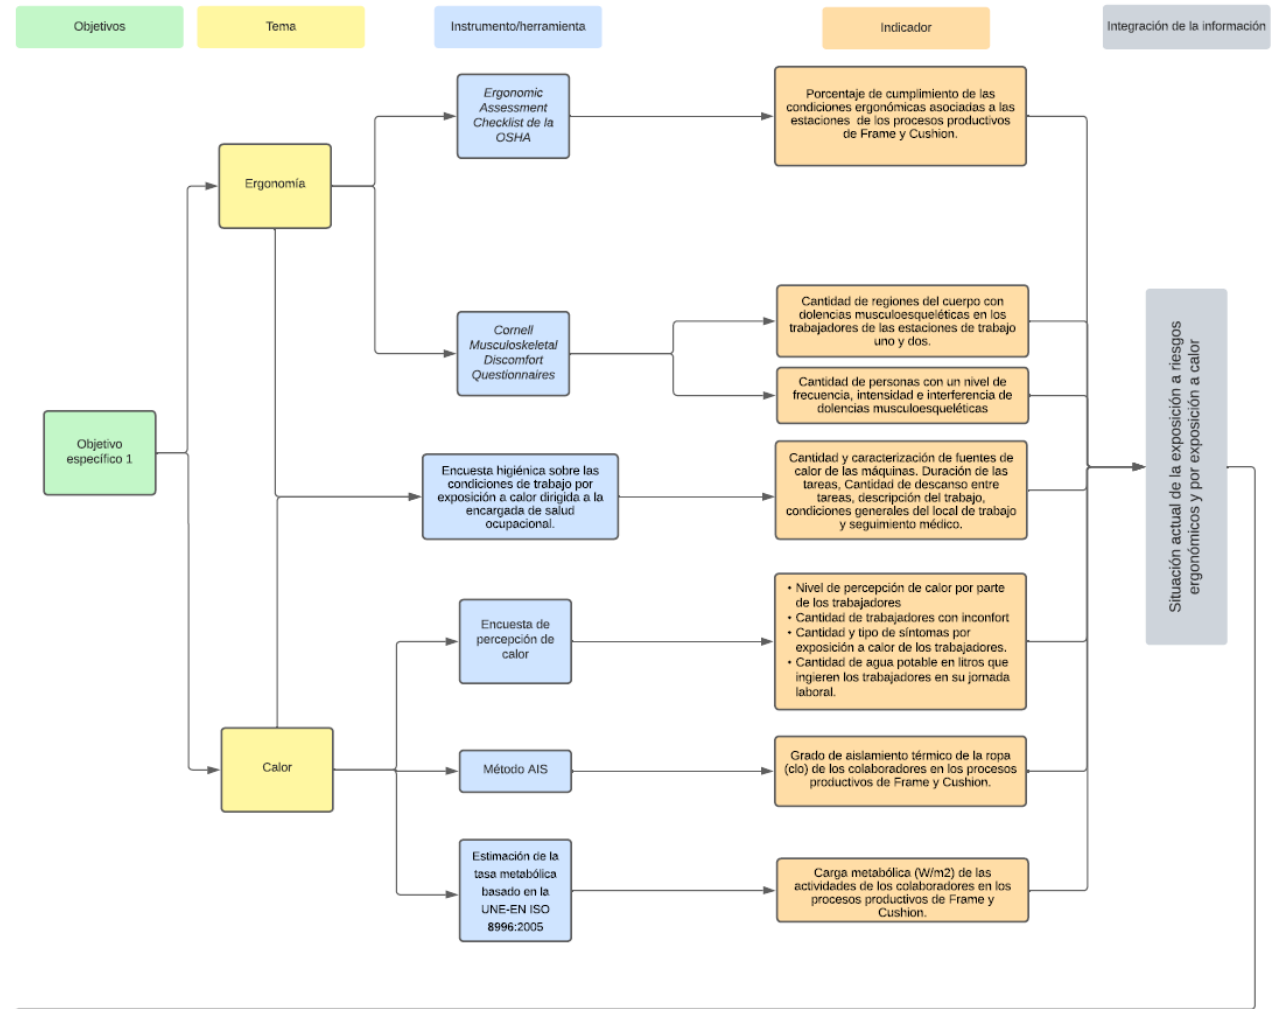 Objetivos
Tema
Instrumento/herramienta
Indicador
Integración de la información
Ergonomic
Assessment
Checklist de la
OSHA
Porcentaje de cumplimiento de las
condiciones ergonómicas asociadas a las
estaciones de los procesos productivos
de Frame y Cushion.
Ergonomía
Cornell
Musculoskeletal
Discomfort
Questionnaires
Cantidad de regiones del cuerpo con
dolencias musculoesqueléticas en los
trabajadores de las estaciones de trabajo
uno y dos.
Cantidad de personas con un nivel de
frecuencia, intensidad e interferencia de
dolencias musculoesqueléticas
Objetivo
específico 1
Encuesta higiénica sobre las
condiciones de trabajo por
exposición a calor dirigida a la
encargada de salud
ocupacional.
Cantidad y caracterización de fuentes de
calor de las máquinas. Duración de las
tareas, Cantidad de descanso entre
tareas, descripción del trabajo,
condiciones generales del local de trabajo
y seguimiento médico.
Situación actual de la exposición a riesgos
ergonómicos y por exposición a calor
Encuesta de
percepción de
calor
• Nivel de percepción de calor por parte
de los trabajadores
• Cantidad de trabajadores con inconfort
• Cantidad y tipo de síntomas por
exposición a calor de los trabajadores.
• Cantidad de agua potable en litros que
ingieren los trabajadores en su jornada
laboral.
Calor
Método AIS
Grado de aislamiento térmico de la ropa
(clo) de los colaboradores en los procesos
productivos de Frame y Cushion.
Estimación de la
tasa metabólica
basado en la
UNE-EN ISO
8996:2005
Carga metabólica (W/m2) de las
actividades de los colaboradores en los
procesos productivos de Frame y
Cushion.